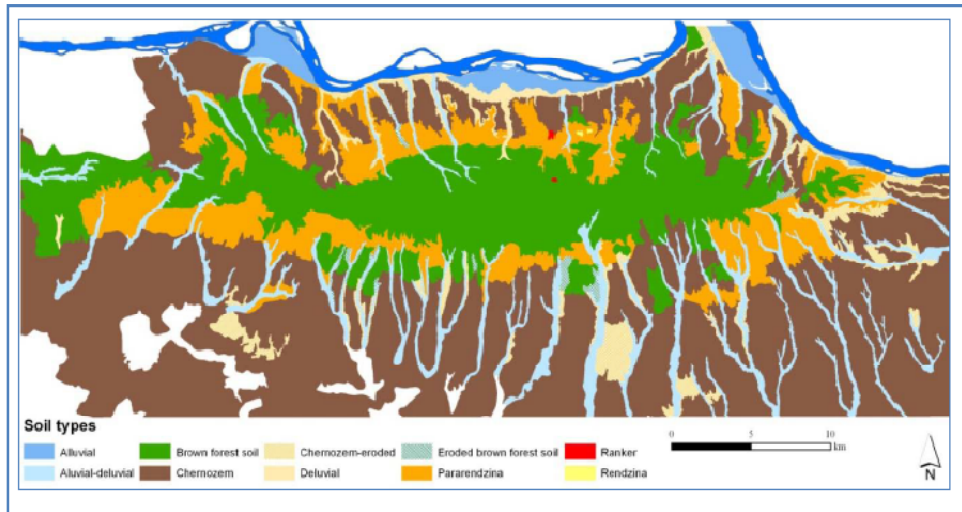 Soil types
Alluvial
Brown forest soil
Chernozem-eroded
Eroded brown forest soil
Ranker
Aluvial-deluvial
Chernozem
Deluvial
Pararendzina
Rendzina
0 5 10
km
N